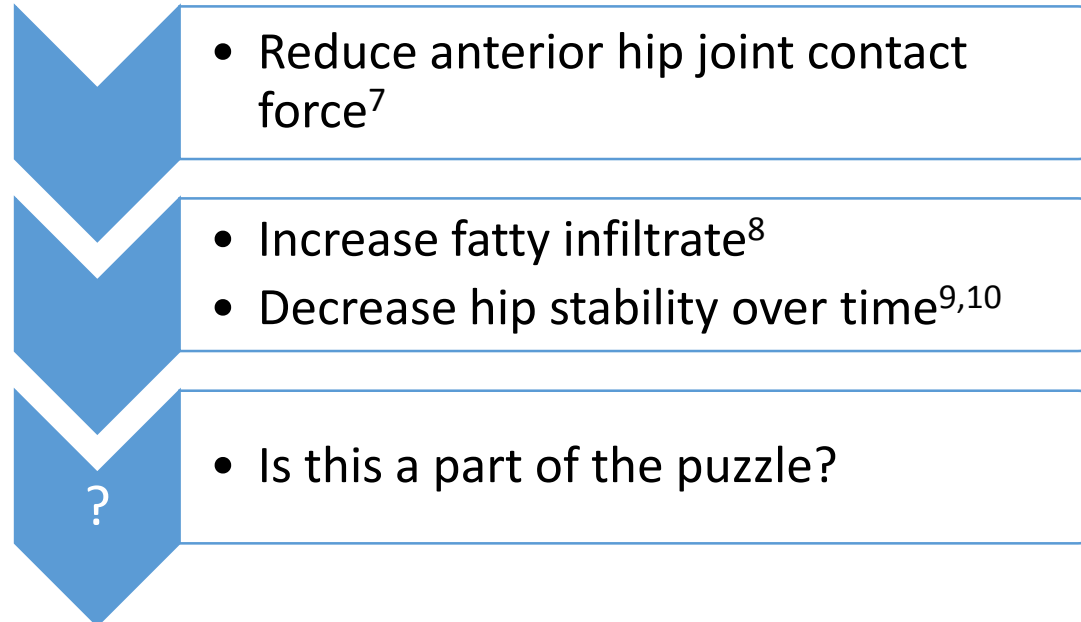 • Reduce anterior hip joint contact
force⁷
• Increase fatty infiltrate⁸
• Decrease hip stability over time⁹,¹⁰
?
• Is this a part of the puzzle?